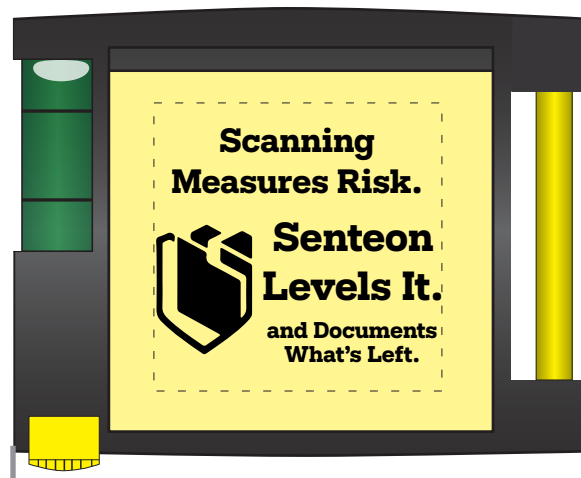 Scanning
Measures Risk.
Senteon
Levels It.
and Documents
What's Left.